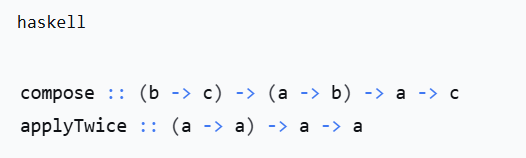 haskell
compose :: (b -> c) -> (a -> b) -> a -> c
applyTwice :: (a -> a) -> a -> a